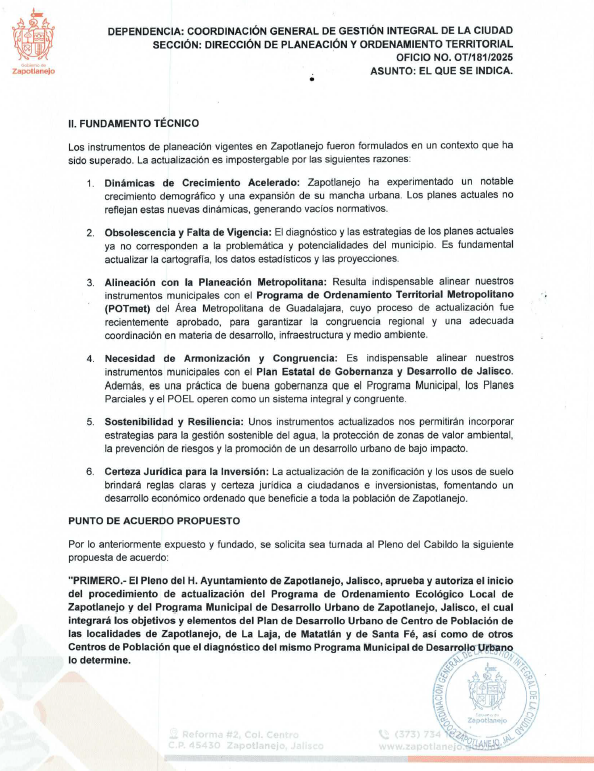 DEPENDENCIA: COORDINACIÓN GENERAL DE GESTIÓN INTEGRAL DE LA CIUDAD
SECCIÓN: DIRECCIÓN DE PLANEACIÓN Y ORDENAMIENTO TERRITORIAL
OFICIO NO. OT/181/2025
ASUNTO: EL QUE SE INDICA.
Gobierno de
Zapotlanejo
II. FUNDAMENTO TÉCNICO
Los instrumentos de planeación vigentes en Zapotlanejo fueron formulados en un contexto que ha
sido superado. La actualización es impostergable por las siguientes razones:
1. Dinámicas de Crecimiento Acelerado: Zapotlanejo ha experimentado un notable
crecimiento demográfico y una expansión de su mancha urbana. Los planes actuales no
reflejan estas nuevas dinámicas, generando vacíos normativos.
2. Obsolescencia y Falta de Vigencia: El diagnóstico y las estrategias de los planes actuales
ya no corresponden a la problemática y potencialidades del municipio. Es fundamental
actualizar la cartografía, los datos estadísticos y las proyecciones.
3. Alineación con la Planeación Metropolitana: Resulta indispensable alinear nuestros
instrumentos municipales con el Programa de Ordenamiento Territorial Metropolitano
(POTmet) del Área Metropolitana de Guadalajara, cuyo proceso de actualización fue
recientemente aprobado, para garantizar la congruencia regional y una adecuada
coordinación en materia de desarrollo, infraestructura y medio ambiente.
4. Necesidad de Armonización y Congruencia: Es indispensable alinear nuestros
instrumentos municipales con el Plan Estatal de Gobernanza y Desarrollo de Jalisco.
Además, es una práctica de buena gobernanza que el Programa Municipal, los Planes
Parciales y el POEL operen como un sistema integral y congruente.
5. Sostenibilidad y Resiliencia: Unos instrumentos actualizados nos permitirán incorporar
estrategias para la gestión sostenible del agua, la protección de zonas de valor ambiental,
la prevención de riesgos y la promoción de un desarrollo urbano de bajo impacto.
6. Certeza Jurídica para la Inversión: La actualización de la zonificación y los usos de suelo
brindará reglas claras y certeza jurídica a ciudadanos e inversionistas, fomentando un
desarrollo económico ordenado que beneficie a toda la población de Zapotlanejo.
PUNTO DE ACUERDO PROPUESTO
Por lo anteriormente expuesto y fundado, se solicita sea turnada al Pleno del Cabildo la siguiente
propuesta de acuerdo:
"PRIMERO.- El Pleno del H. Ayuntamiento de Zapotlanejo, Jalisco, aprueba y autoriza el inicio
del procedimiento de actualización del Programa de Ordenamiento Ecológico Local de
Zapotlanejo y del Programa Municipal de Desarrollo Urbano de Zapotlanejo, Jalisco, el cual
integrará los objetivos y elementos del Plan de Desarrollo Urbano de Centro de Población de
las localidades de Zapotlanejo, de La Laja, de Matatlán y de Santa Fé, así como de otros
Centros de Población que el diagnóstico del mismo Programa Municipal de Desarrollo Urbano
lo determine.
COORDINACIÓN GENERAL DE LA GESTIÓN INTEGRAL DE LA CIUDAD
Gobierno de
Zapotlanejo
ZAPOTLANEJO, JAL.
Reforma #2, Col. Centro
C.P. 45430 Zapotlanejo, Jalisco
(373) 734
www.zapotlanejo